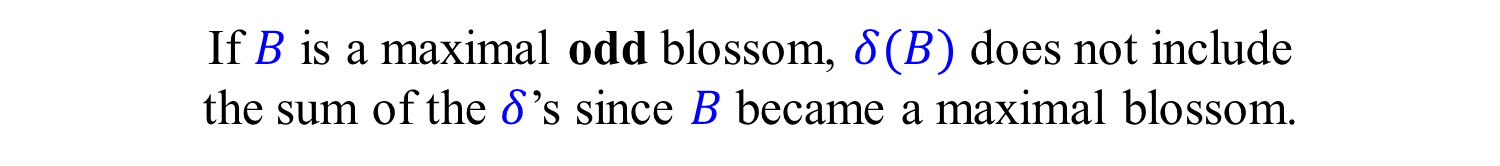 If B is a maximal odd blossom, δ(B) does not include
the sum of the δ’s since B became a maximal blossom.